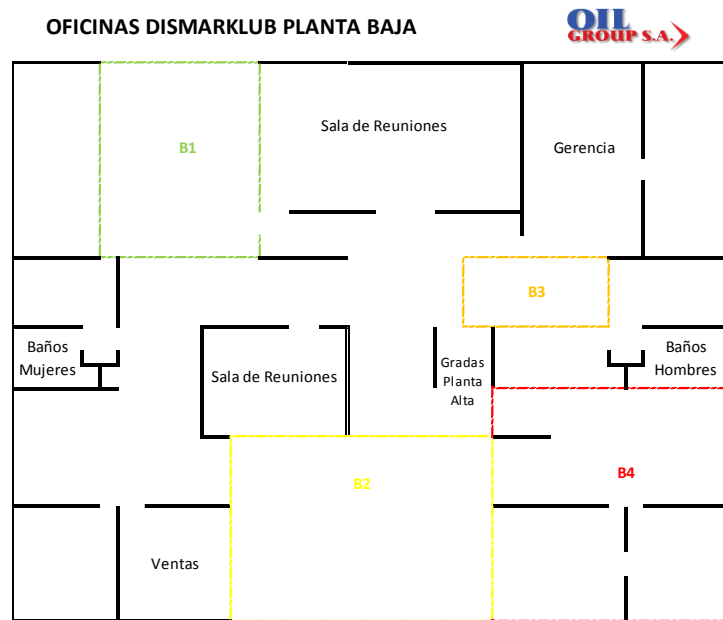 OFICINAS DISMARKLUB PLANTA BAJA
OIL
GROUP S.A.
Sala de Reuniones
B1
Gerencia
B3
Baños
Mujeres
Sala de Reuniones
Gradas
Planta
Alta
Baños
Hombres
B2
B4
Ventas